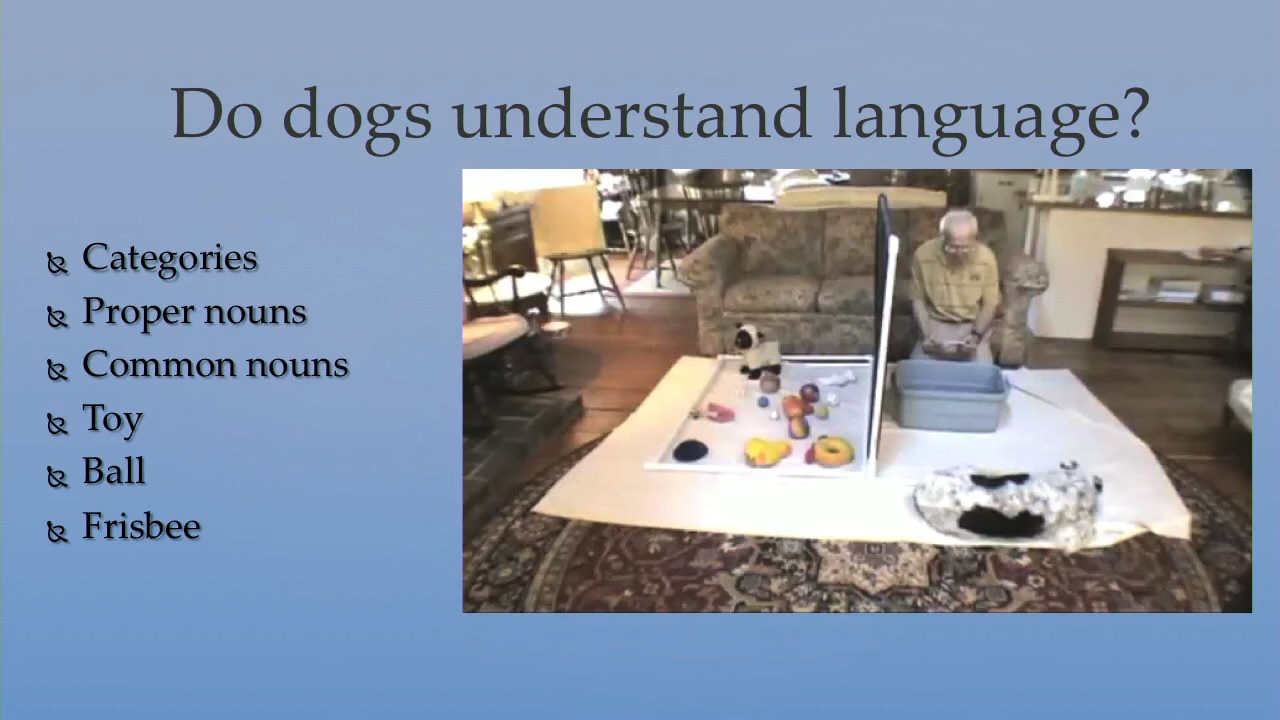 Do dogs understand language?
Categories
Proper nouns
Common nouns
Toy
Ball
Frisbee